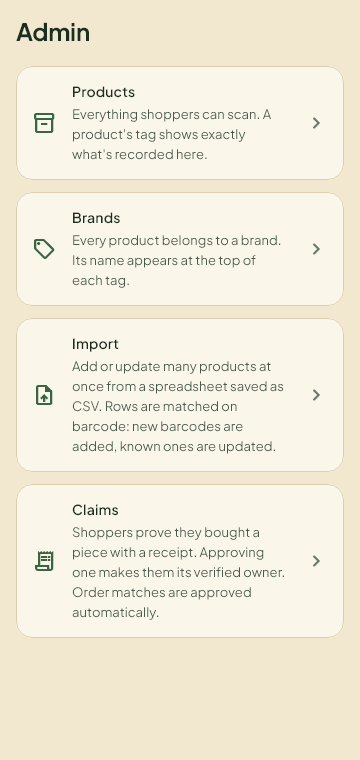 Admin
Products
Everything shoppers can scan. A
product's tag shows exactly
what's recorded here.
Brands
Every product belongs to a brand.
Its name appears at the top of
each tag.
Import
Add or update many products at
once from a spreadsheet saved as
CSV. Rows are matched on
barcode: new barcodes are
added, known ones are updated.
Claims
Shoppers prove they bought a
piece with a receipt. Approving
one makes them its verified owner.
Order matches are approved
automatically.